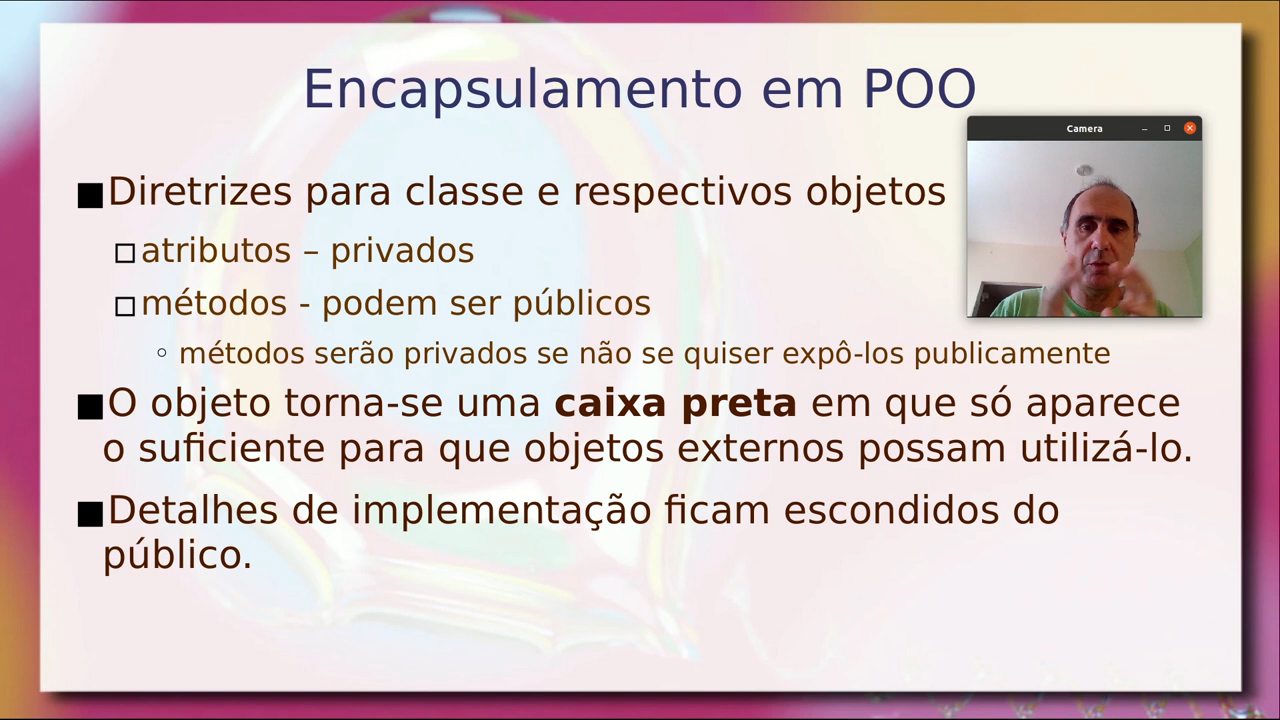 Encapsulamento em POO
Camera
Diretrizes para classe e respectivos objetos
atributos – privados
métodos - podem ser públicos
métodos serão privados se não se quiser expô-los publicamente
O objeto torna-se uma caixa preta em que só aparece
o suficiente para que objetos externos possam utilizá-lo.
Detalhes de implementação ficam escondidos do
público.